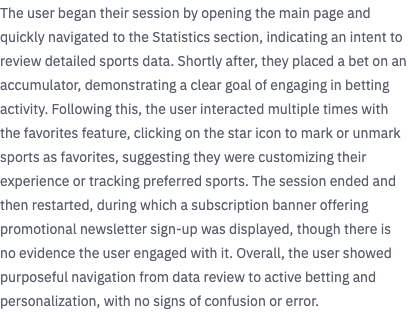 The user began their session by opening the main page and
quickly navigated to the Statistics section, indicating an intent to
review detailed sports data. Shortly after, they placed a bet on an
accumulator, demonstrating a clear goal of engaging in betting
activity. Following this, the user interacted multiple times with
the favorites feature, clicking on the star icon to mark or unmark
sports as favorites, suggesting they were customizing their
experience or tracking preferred sports. The session ended and
then restarted, during which a subscription banner offering
promotional newsletter sign-up was displayed, though there is
no evidence the user engaged with it. Overall, the user showed
purposeful navigation from data review to active betting and
personalization, with no signs of confusion or error.